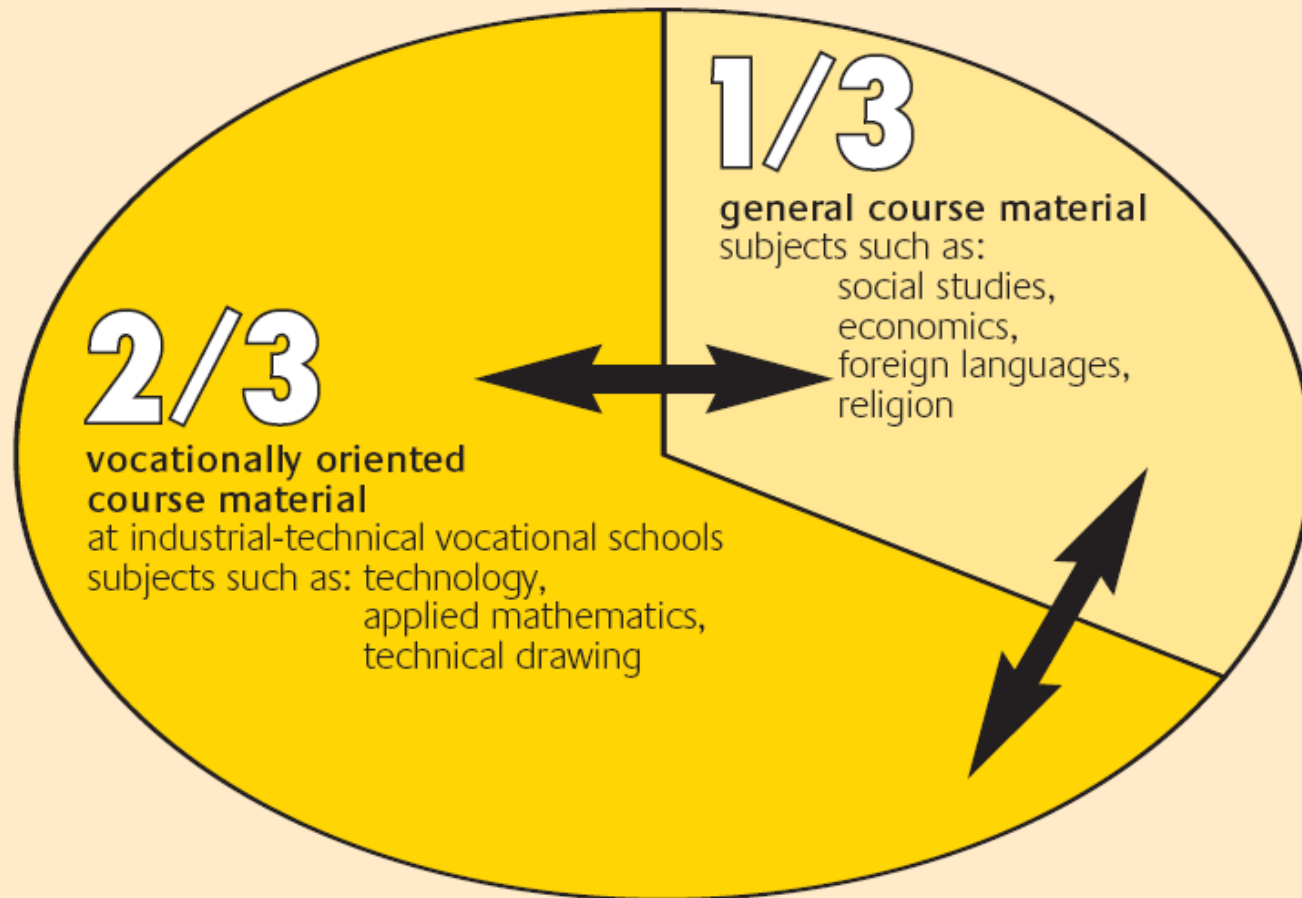 1/3
general course material
subjects such as:
social studies,
economics,
foreign languages,
religion
2/3
vocationally oriented
course material
at industrial-technical vocational schools
subjects such as: technology,
applied mathematics,
technical drawing